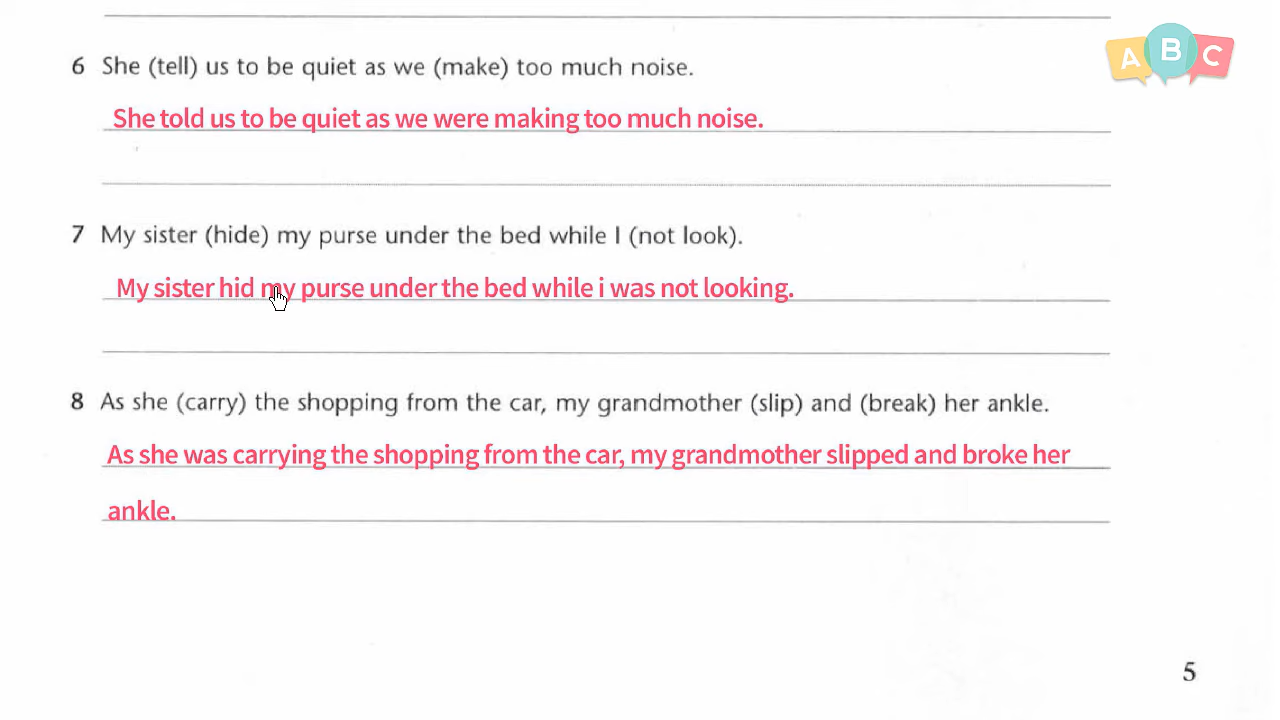 A B C
6 She (tell) us to be quiet as we (make) too much noise.
She told us to be quiet as we were making too much noise.
7 My sister (hide) my purse under the bed while I (not look).
My sister hid my purse under the bed while i was not looking.
8 As she (carry) the shopping from the car, my grandmother (slip) and (break) her ankle.
As she was carrying the shopping from the car, my grandmother slipped and broke her
ankle.
5